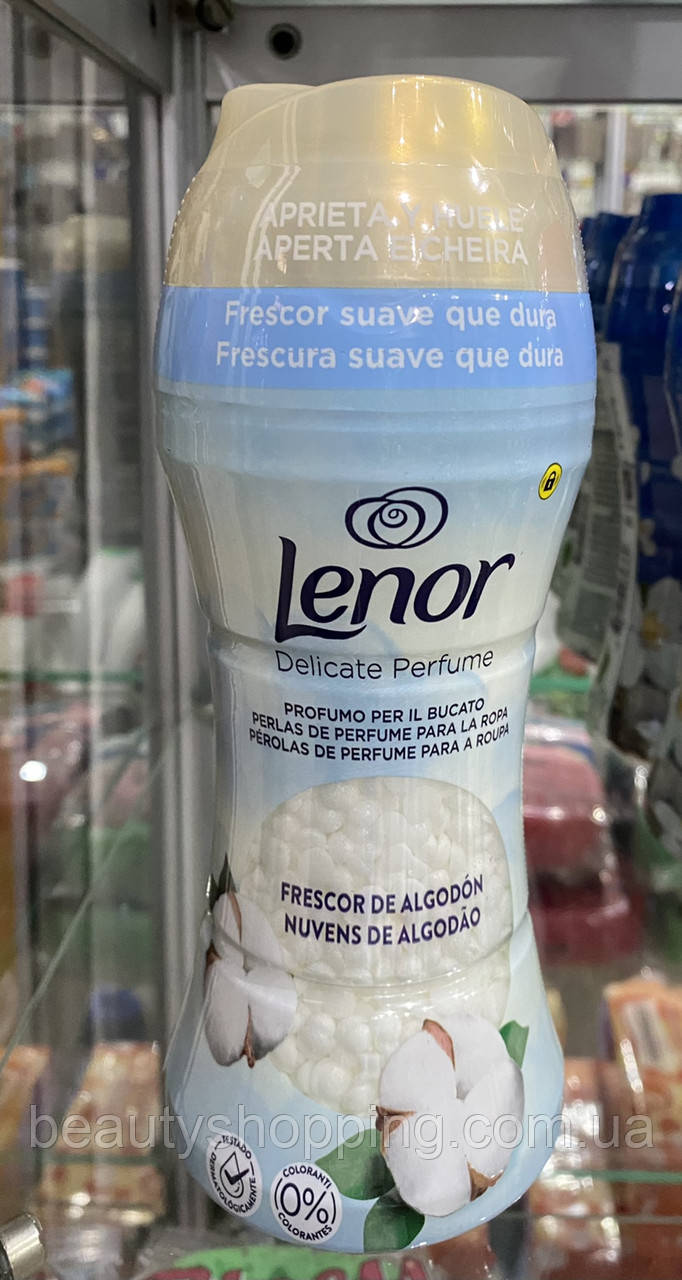 APRIETA Y HUELE
APERTA E CHEIRA
Frescor suave que dura
Frescura suave que dura
Lenor
Delicate Perfume
PROFUMO PER IL BUCATO
PERLAS DE PERFUME PARA LA ROPA
PÉROLAS DE PERFUME PARA A ROUPA
FRESCOR DE ALGODÓN
NUVENS DE ALGODÃO
beautyshopping.com.ua
TESTADO
DERMATOLÓGICAMENTE
COLORANTI
0%
COLORANTES